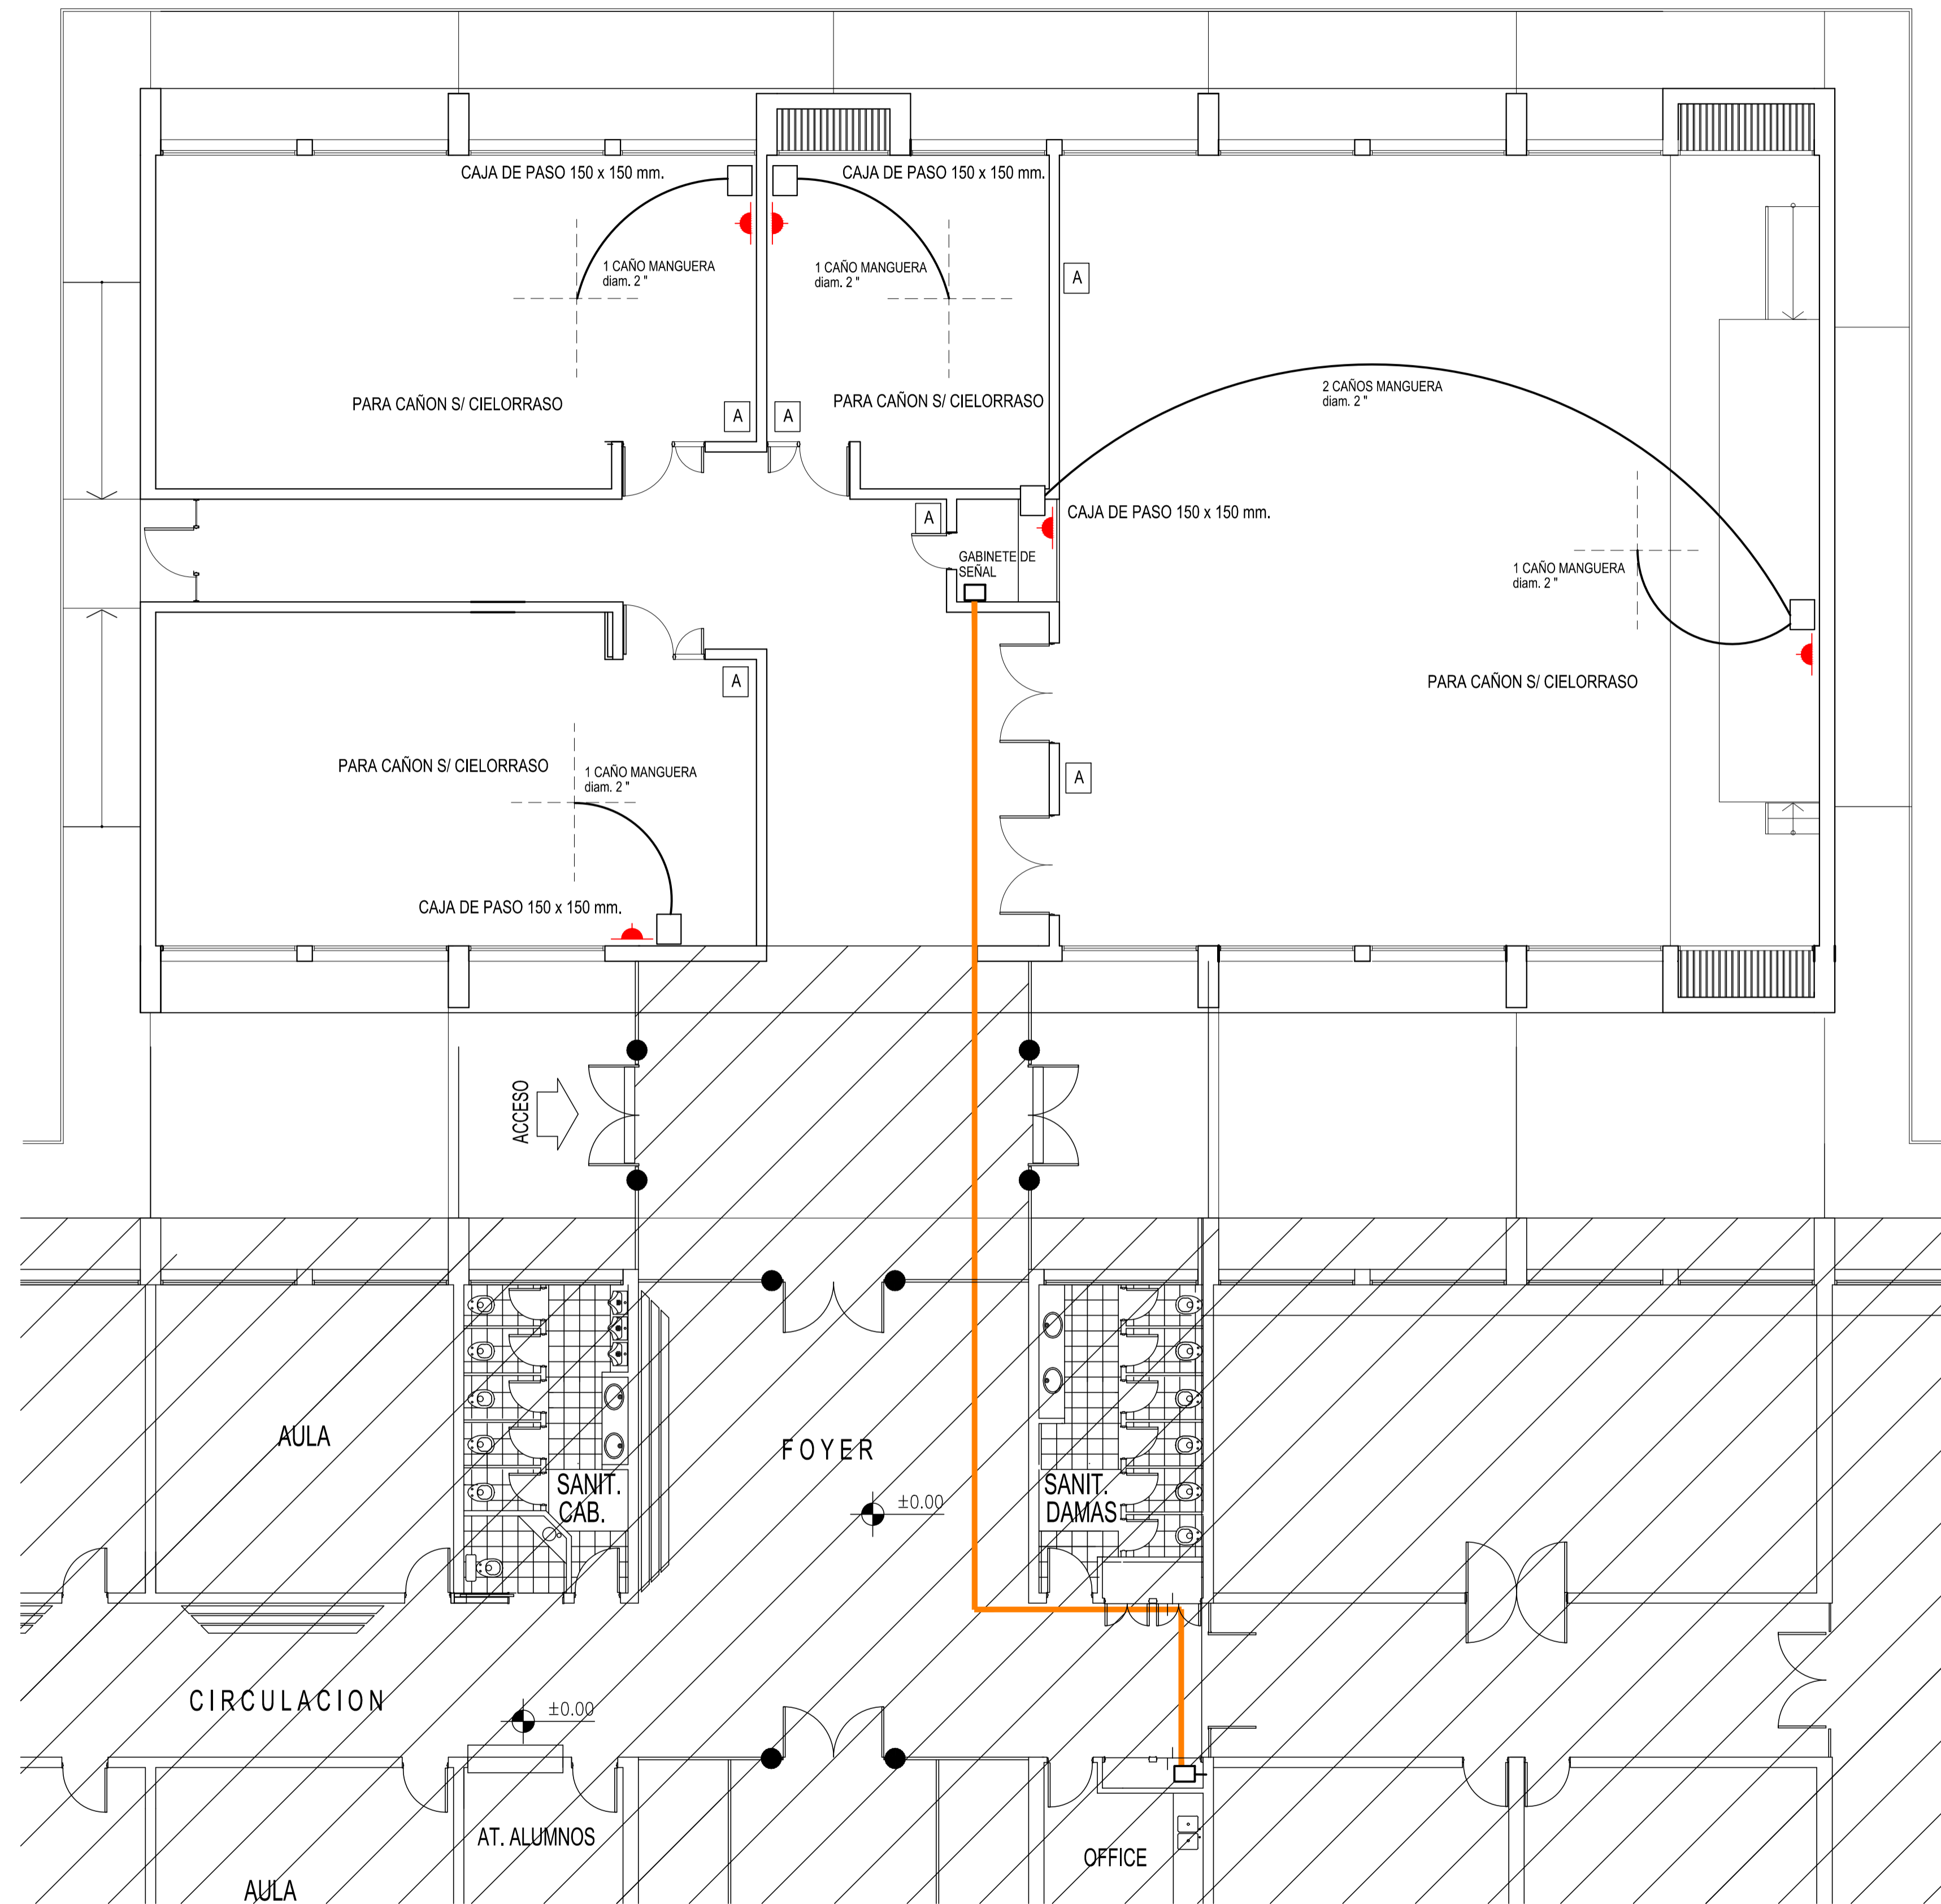 CAJA DE PASO 150 x 150 mm.
CAJA DE PASO 150 x 150 mm.
1 CAÑO MANGUERA
diam. 2 "
1 CAÑO MANGUERA
diam. 2 "
A
2 CAÑOS MANGUERA
diam. 2 "
PARA CAÑON S/ CIELORRASO
PARA CAÑON S/ CIELORRASO
A
A
A
CAJA DE PASO 150 x 150 mm.
GABINETE DE
SEÑAL
1 CAÑO MANGUERA
diam. 2 "
A
PARA CAÑON S/ CIELORRASO
PARA CAÑON S/ CIELORRASO
1 CAÑO MANGUERA
diam. 2 "
A
CAJA DE PASO 150 x 150 mm.
ACCESO
AULA
FOYER
SANIT.
CAB.
SANIT.
DAMAS
±0.00
CIRCULACION
±0.00
AT. ALUMNOS
OFFICE
AULA